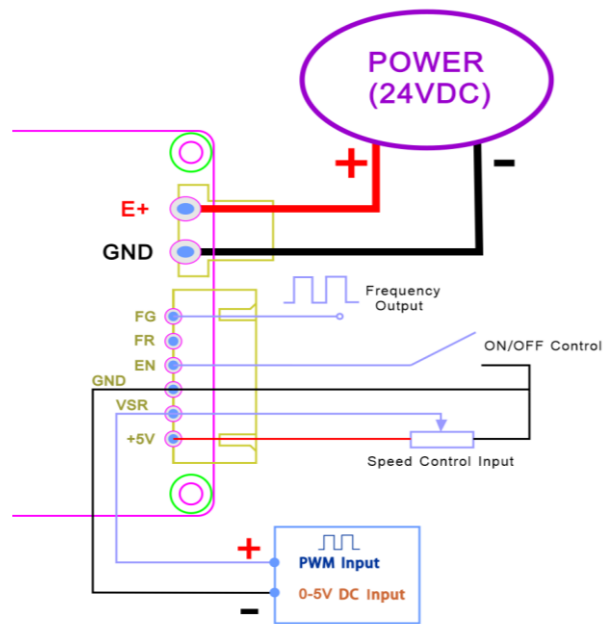 POWER
(24VDC)
+
-
E+
GND
Frequency
Output
FG
FR
ON/OFF Control
EN
GND
VSR
+5V
Speed Control Input
+
PWM Input
0-5V DC Input
-